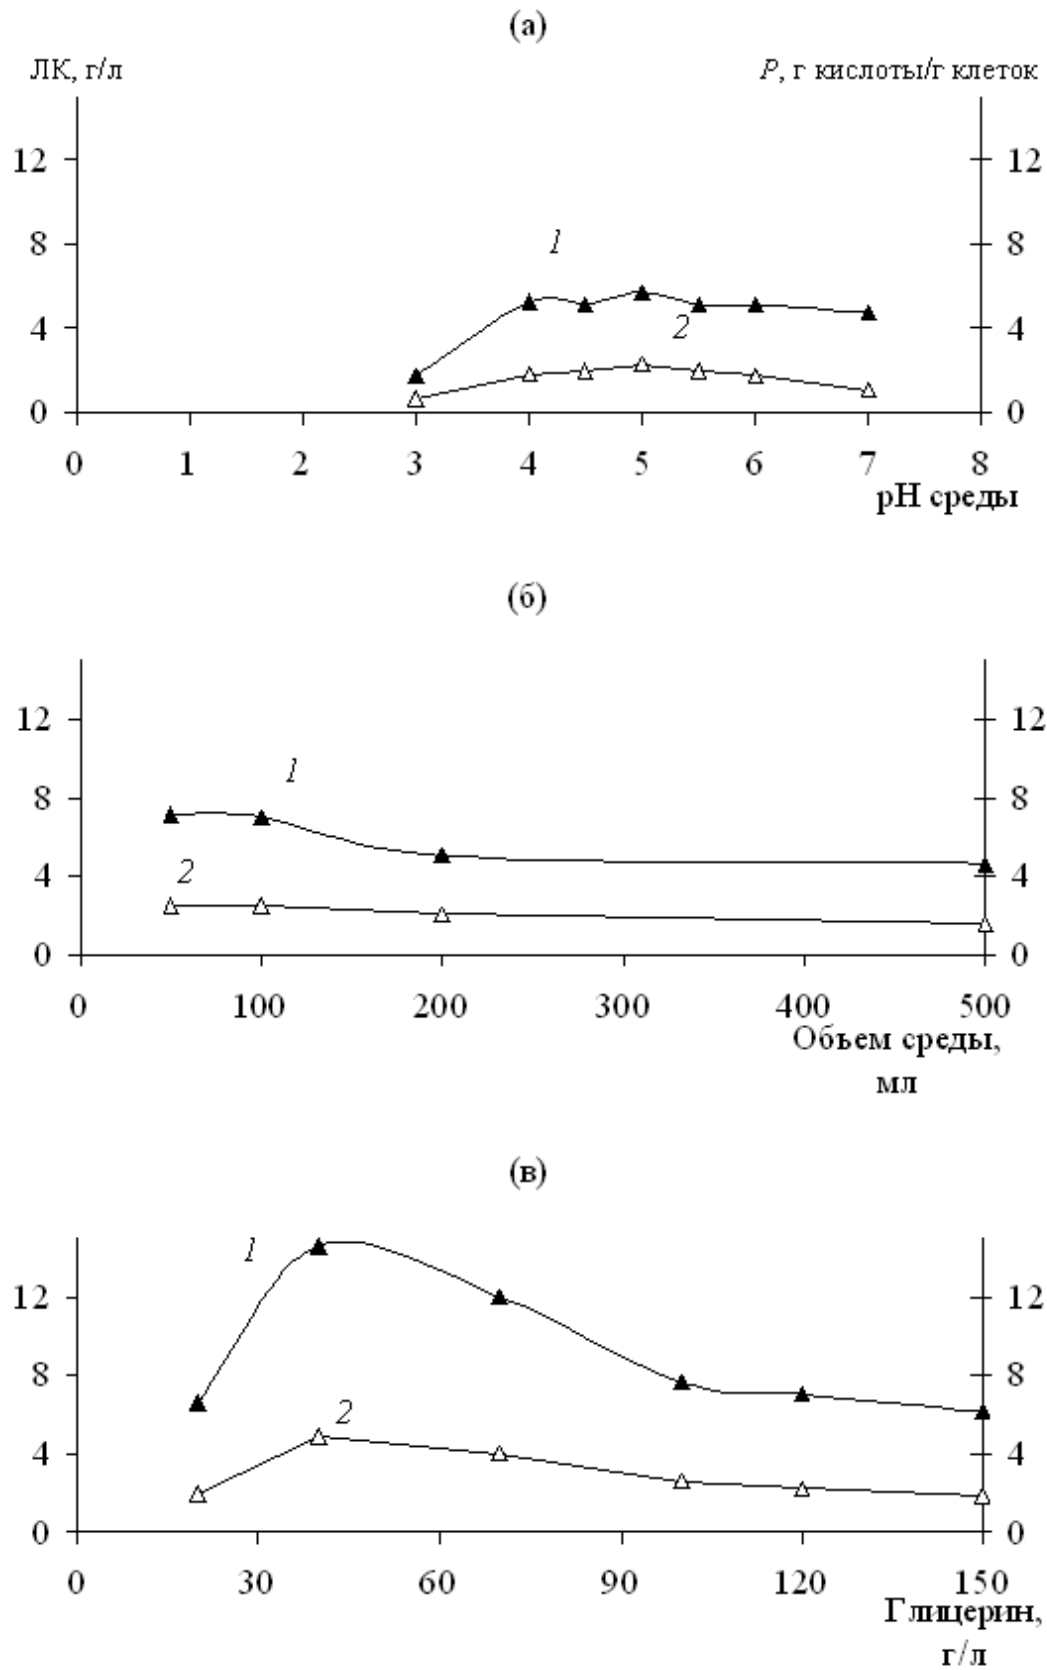 (а)
ЛК, г/л P, г кислоты/г клеток
12 12
1
8 8
2
4 4
0 0
0 1 2 3 4 5 6 7 8
pH среды
(б)
12 12
1
8 8
2
4 4
0 0
0 100 200 300 400 500
Объем среды,
мл
(в)
1
12 12
8 8
2
4 4
0 0
0 30 60 90 120 150
Глицерин,
г/л